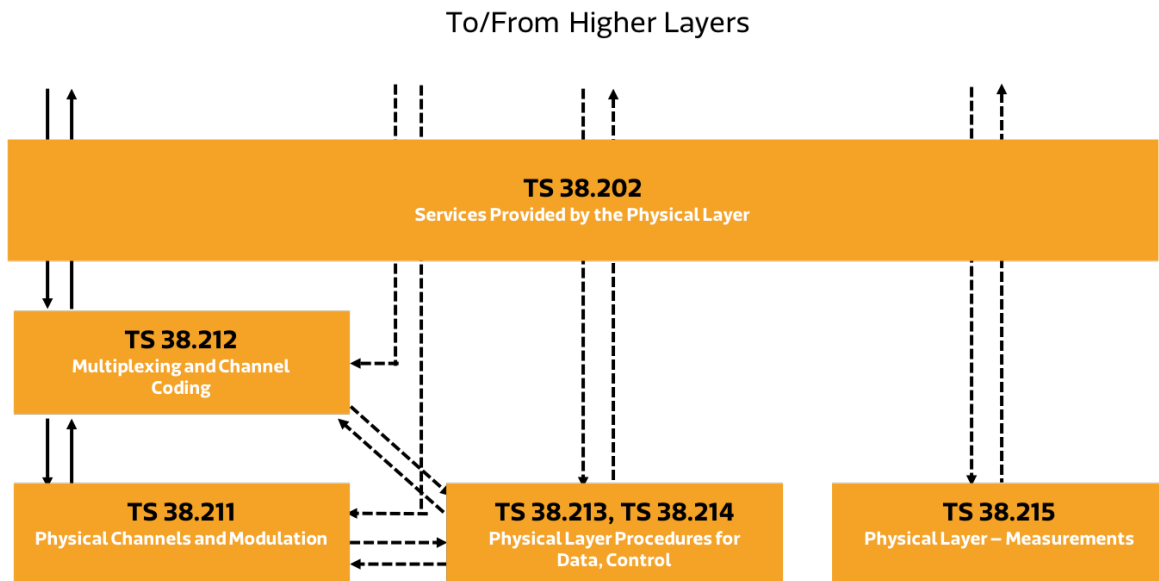 To/From Higher Layers
TS 38.202
Services Provided by the Physical Layer
TS 38.212
Multiplexing and Channel
Coding
TS 38.211
Physical Channels and Modulation
TS 38.213, TS 38.214
Physical Layer Procedures for
Data, Control
TS 38.215
Physical Layer – Measurements